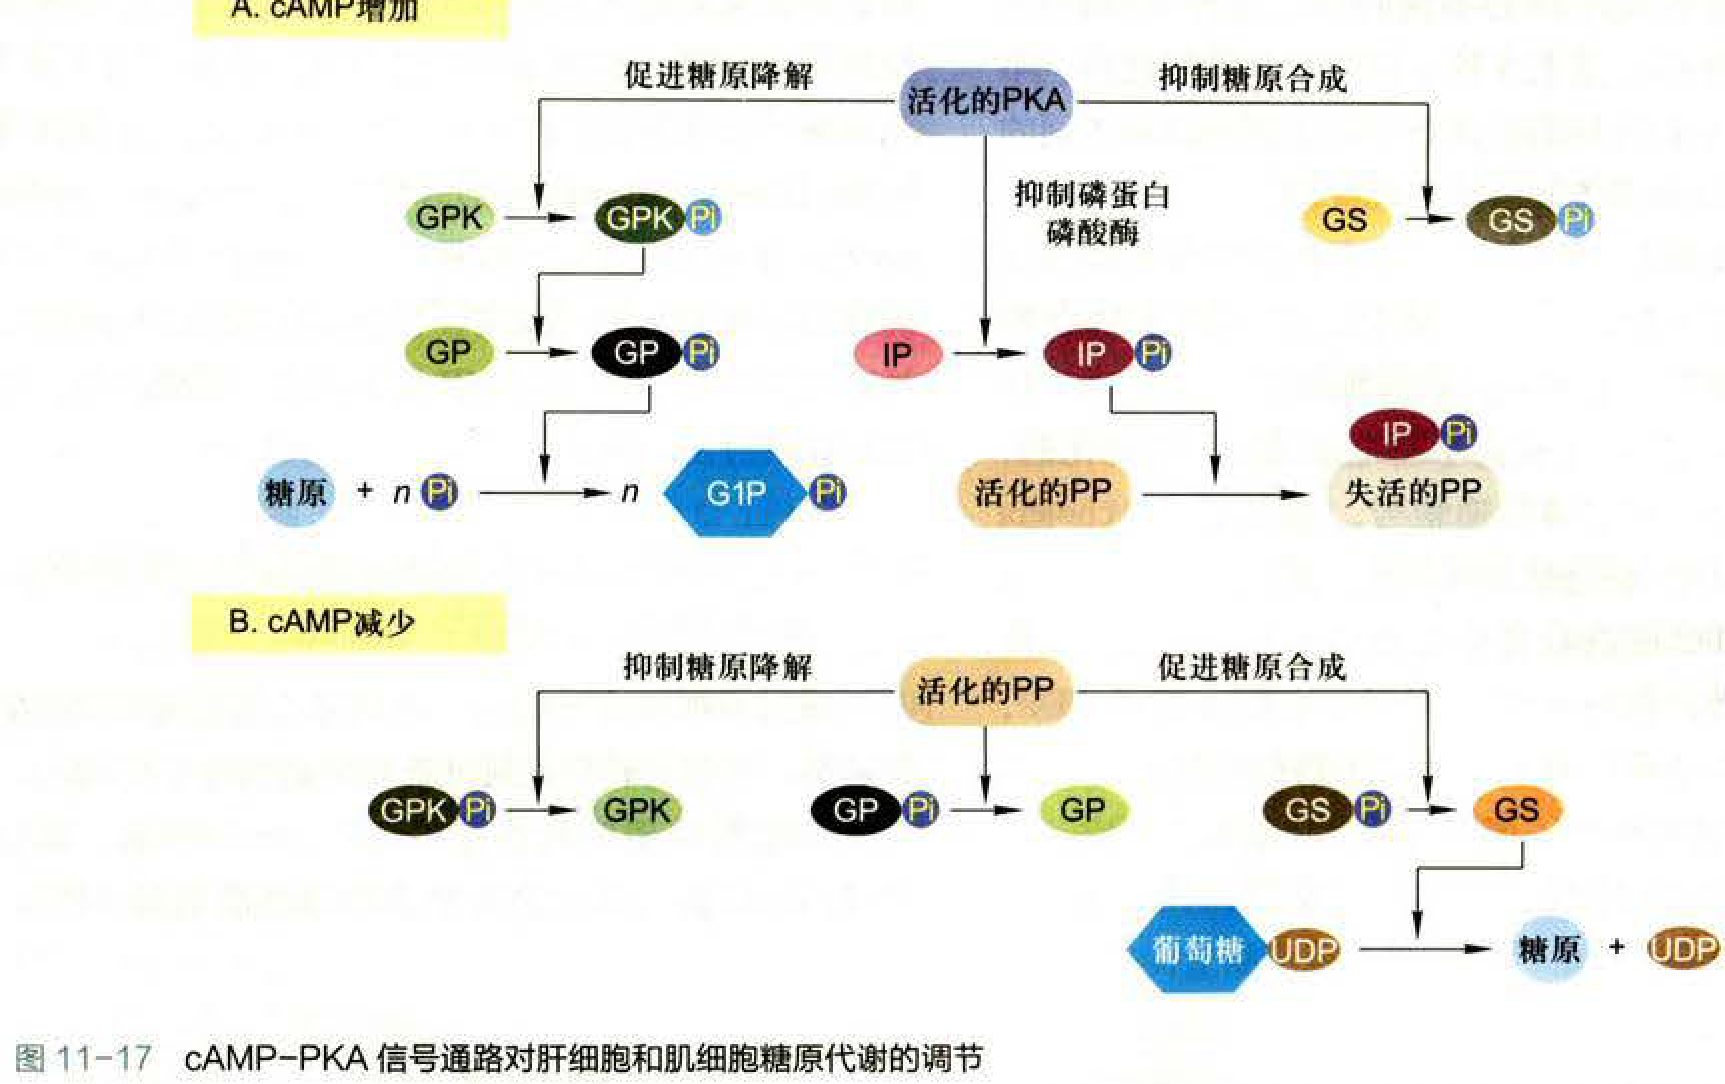 A. cAMP增加
促进糖原降解
活化的PKA
抑制糖原合成
GPK
GPK Pi
抑制磷蛋白
磷酸酶
GS
GS Pi
GP
GP Pi
IP
IP Pi
糖原 + n Pi
n G1P Pi
活化的PP
IP Pi
失活的PP
B. cAMP减少
抑制糖原降解
活化的PP
促进糖原合成
GPK Pi
GPK
GP Pi
GP
GS Pi
GS
葡萄糖 UDP
糖原 + UDP
图 11-17 cAMP-PKA 信号通路对肝细胞和肌细胞糖原代谢的调节